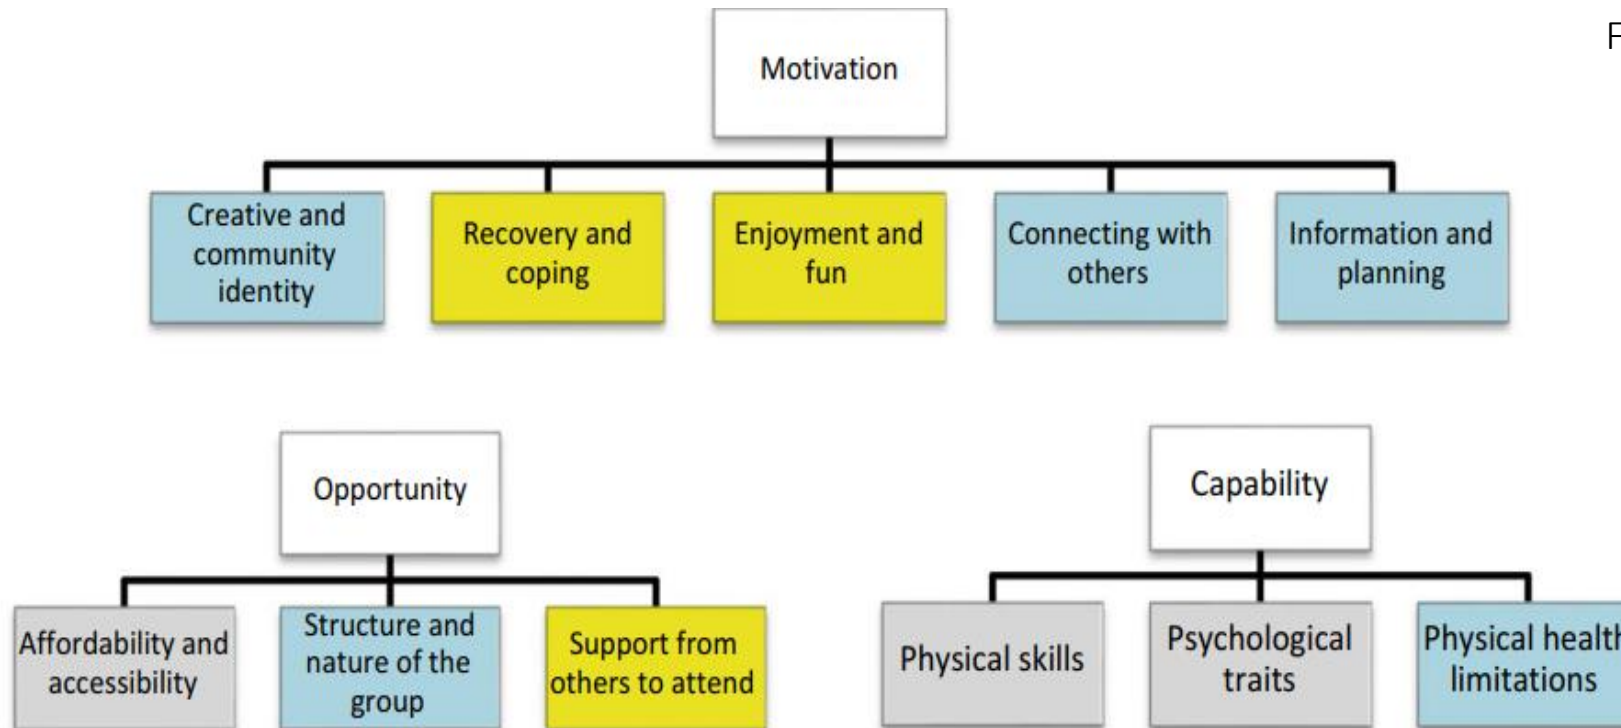 F
Motivation
Creative and
community
identity
Recovery and
coping
Enjoyment and
fun
Connecting with
others
Information and
planning
Opportunity
Capability
Affordability and
accessibility
Structure and
nature of the
group
Support from
others to attend
Physical skills
Psychological
traits
Physical health
limitations